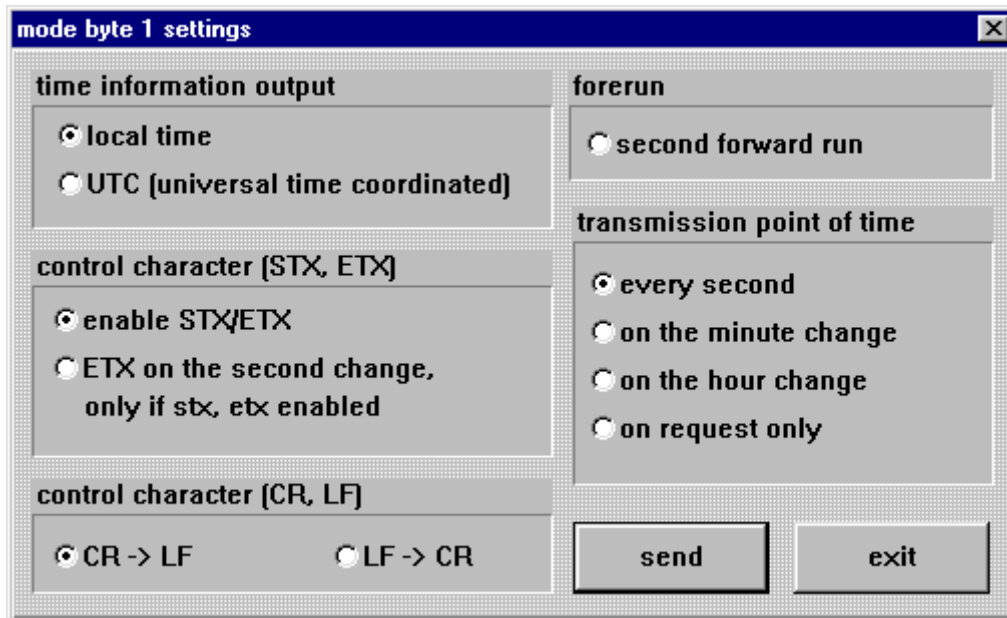 mode byte 1 settings
time information output
local time
UTC (universal time coordinated)
control character (STX, ETX)
enable STX/ETX
ETX on the second change,
only if stx, etx enabled
control character (CR, LF)
CR -> LF
LF -> CR
forerun
second forward run
transmission point of time
every second
on the minute change
on the hour change
on request only
send
exit